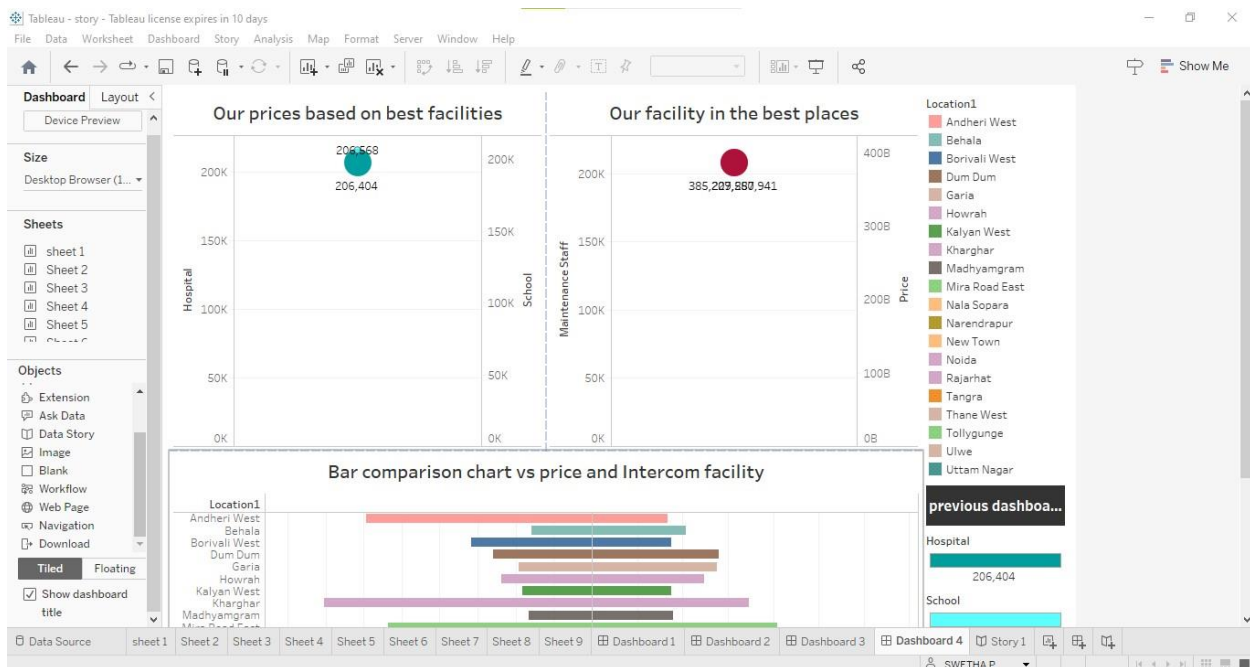 Tableau - story - Tableau license expires in 10 days
File Data Worksheet Dashboard Story Analysis Map Format Server Window Help
Show Me
Dashboard Layout
Device Preview
Size
Desktop Browser (1...
Sheets
sheet 1
Sheet 2
Sheet 3
Sheet 4
Sheet 5
Objects
Extension
Ask Data
Data Story
Image
Blank
Workflow
Web Page
Navigation
Download
Tiled Floating
Show dashboard
title
Our prices based on best facilities
206,568
206,404
200K
150K
100K
50K
0K
Hospital
200K
150K
100K
50K
0K
School
Our facility in the best places
200K
150K
100K
50K
0K
Maintenance Staff
400B
300B
200B
100B
0B
Price
Bar comparison chart vs price and Intercom facility
Location1
Andheri West
Behala
Borivali West
Dum Dum
Garia
Howrah
Kalyan West
Kharghar
Madhyamgram
Mira Road East
Location1
Andheri West
Behala
Borivali West
Dum Dum
Garia
Howrah
Kalyan West
Kharghar
Madhyamgram
Mira Road East
Nala Sopara
Narendrapur
New Town
Noida
Rajarhat
Tangra
Thane West
Tollygunge
Ulwe
Uttam Nagar
previous dashboa...
Hospital
206,404
School
Data Source sheet 1 Sheet 2 Sheet 3 Sheet 4 Sheet 5 Sheet 6 Sheet 7 Sheet 8 Sheet 9 Dashboard 1 Dashboard 2 Dashboard 3 Dashboard 4 Story 1
SWETHA P